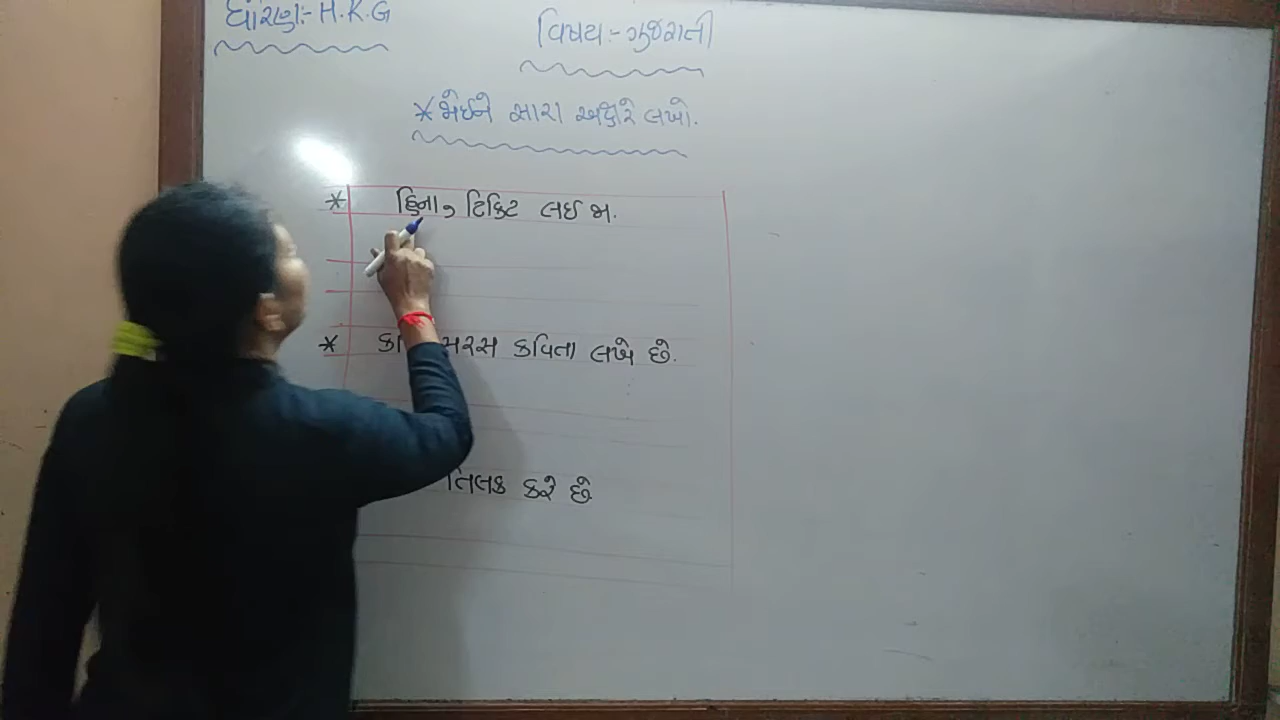 ધોરણ:- H.K.G
વિષય:- ગુજરાતી
* જોઈને સારા અક્ષરે લખો.
* હિના, ટિકિટ લઈ જા.
* સરસ કવિતા લખે છે.
તિલક કરે છે